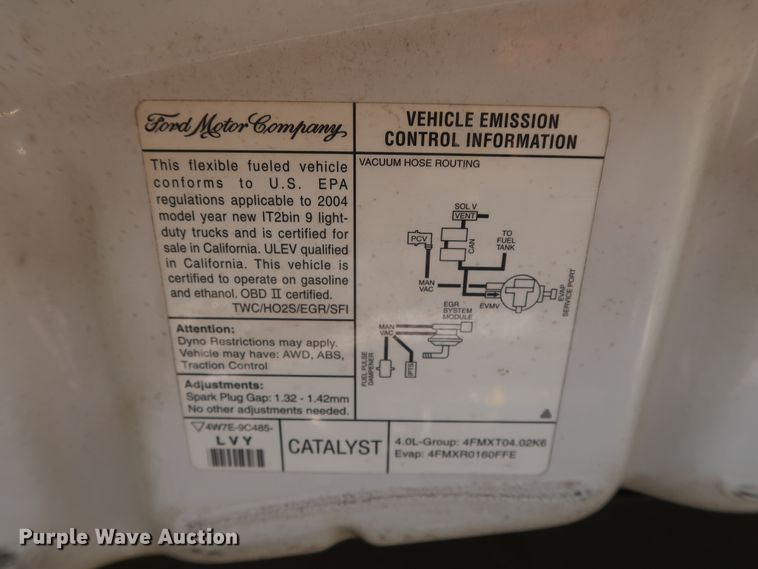 Ford Motor Company
VEHICLE EMISSION
CONTROL INFORMATION
This flexible fueled vehicle
conforms to U.S. EPA
regulations applicable to 2004
model year new IT2bin 9 light-
duty trucks and is certified for
sale in California. ULEV qualified
in California. This vehicle is
certified to operate on gasoline
and ethanol. OBD II certified.
TWC/HO2S/EGR/SFI
VACUUM HOSE ROUTING
SOL V
VENT
PCV
CAN
TO
FUEL
TANK
MAN
VAC
EVMV
EVAP
SERVICE PORT
EGR
SYSTEM
MODULE
MAN
VAC
FUEL PULSE
DAMPENER
IPTS
Attention:
Dyno Restrictions may apply.
Vehicle may have: AWD, ABS,
Traction Control
Adjustments:
Spark Plug Gap: 1.32 - 1.42mm
No other adjustments needed.
4W7E-9C485-
LVY
CATALYST
4.0L-Group: 4FMXT04.02K6
Evap: 4FMXR0160FFE
Purple Wave Auction